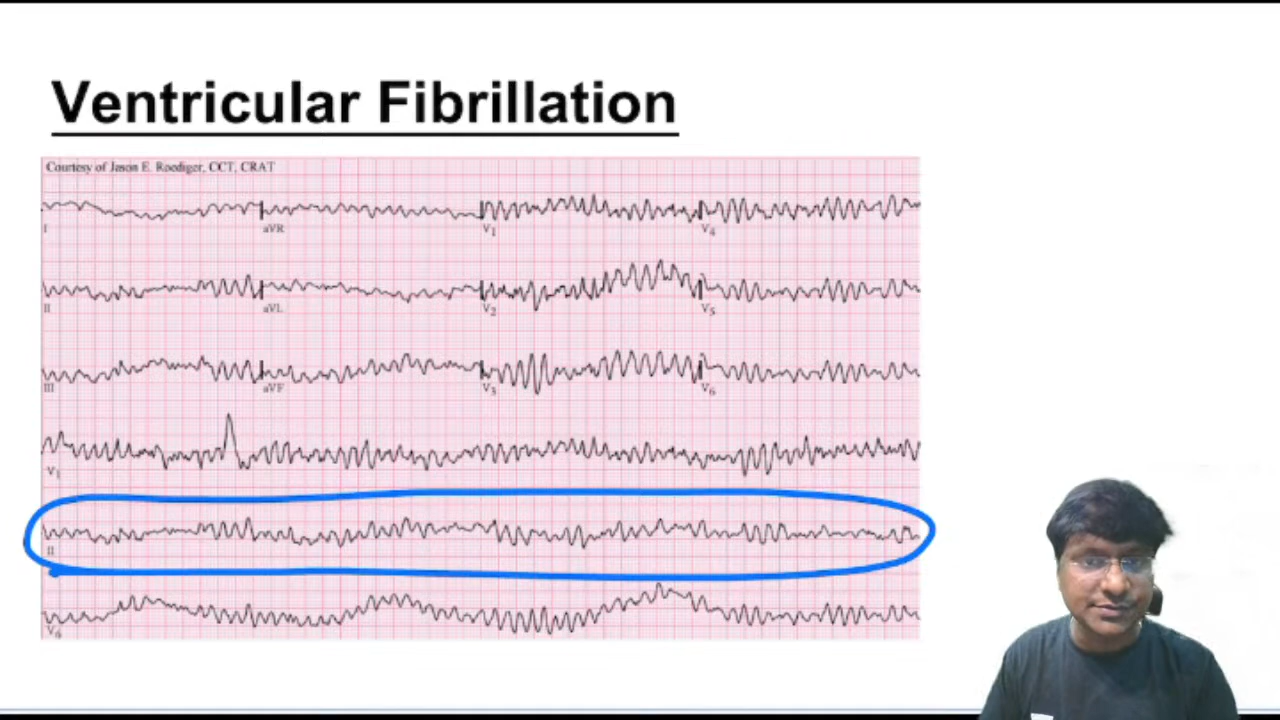 Ventricular Fibrillation
Courtesy of Jason E. Roediger, CCT, CRAT
I aVR V1 V4
II aVL V2 V5
III aVF V3 V6
V1
II
V6